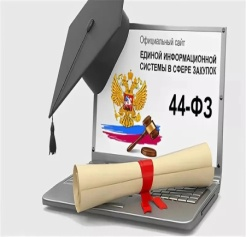 Официальный сайт
ЕДИНОЙ ИНФОРМАЦИОННОЙ
СИСТЕМЫ В СФЕРЕ ЗАКУПОК
44-ФЗ